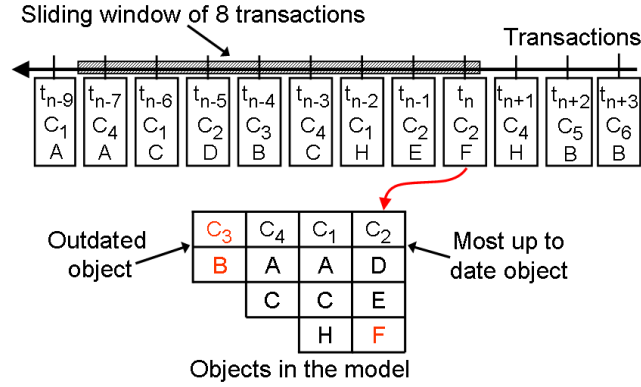 Sliding window of 8 transactions
Transactions
tn-9 tn-7 tn-6 tn-5 tn-4 tn-3 tn-2 tn-1 tn tn+1 tn+2 tn+3
C1 C4 C1 C2 C3 C4 C1 C2 C2 C4 C5 C6
A A C D B C H E F H B B
C3 C4 C1 C2
Outdated object
B A A D
Most up to date object
C C E
H F
Objects in the model